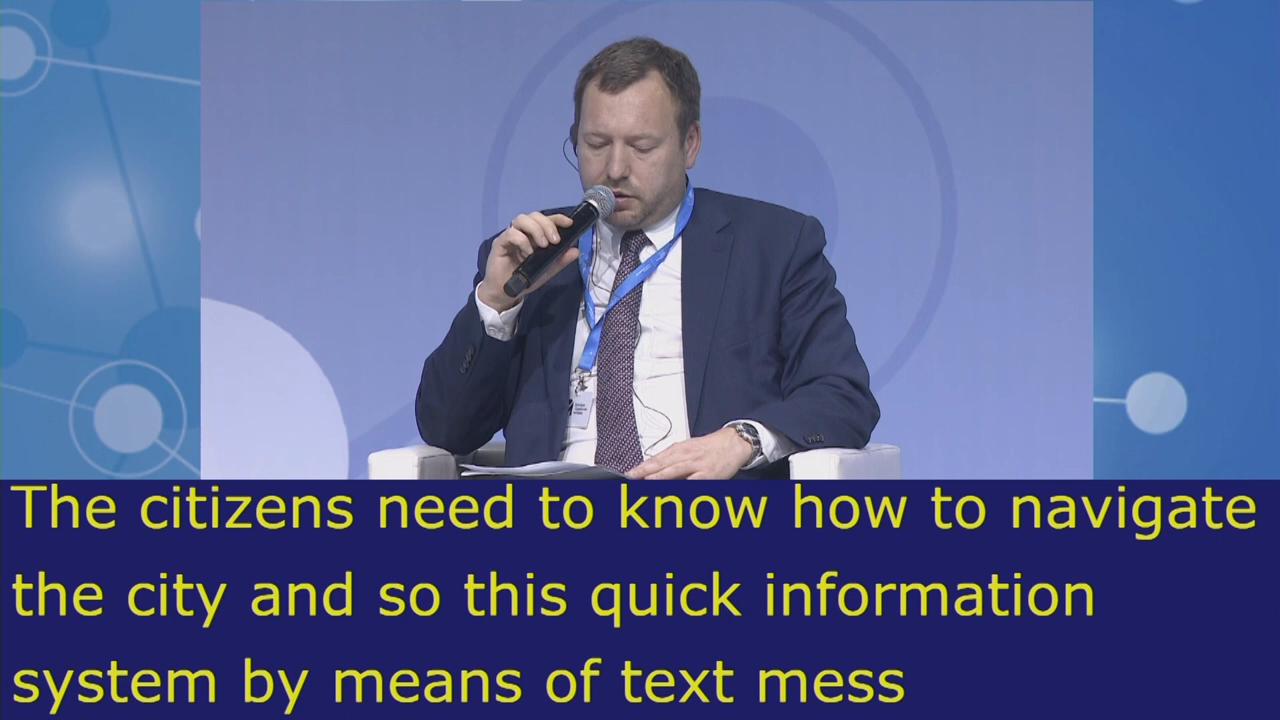 The citizens need to know how to navigate
the city and so this quick information
system by means of text mess